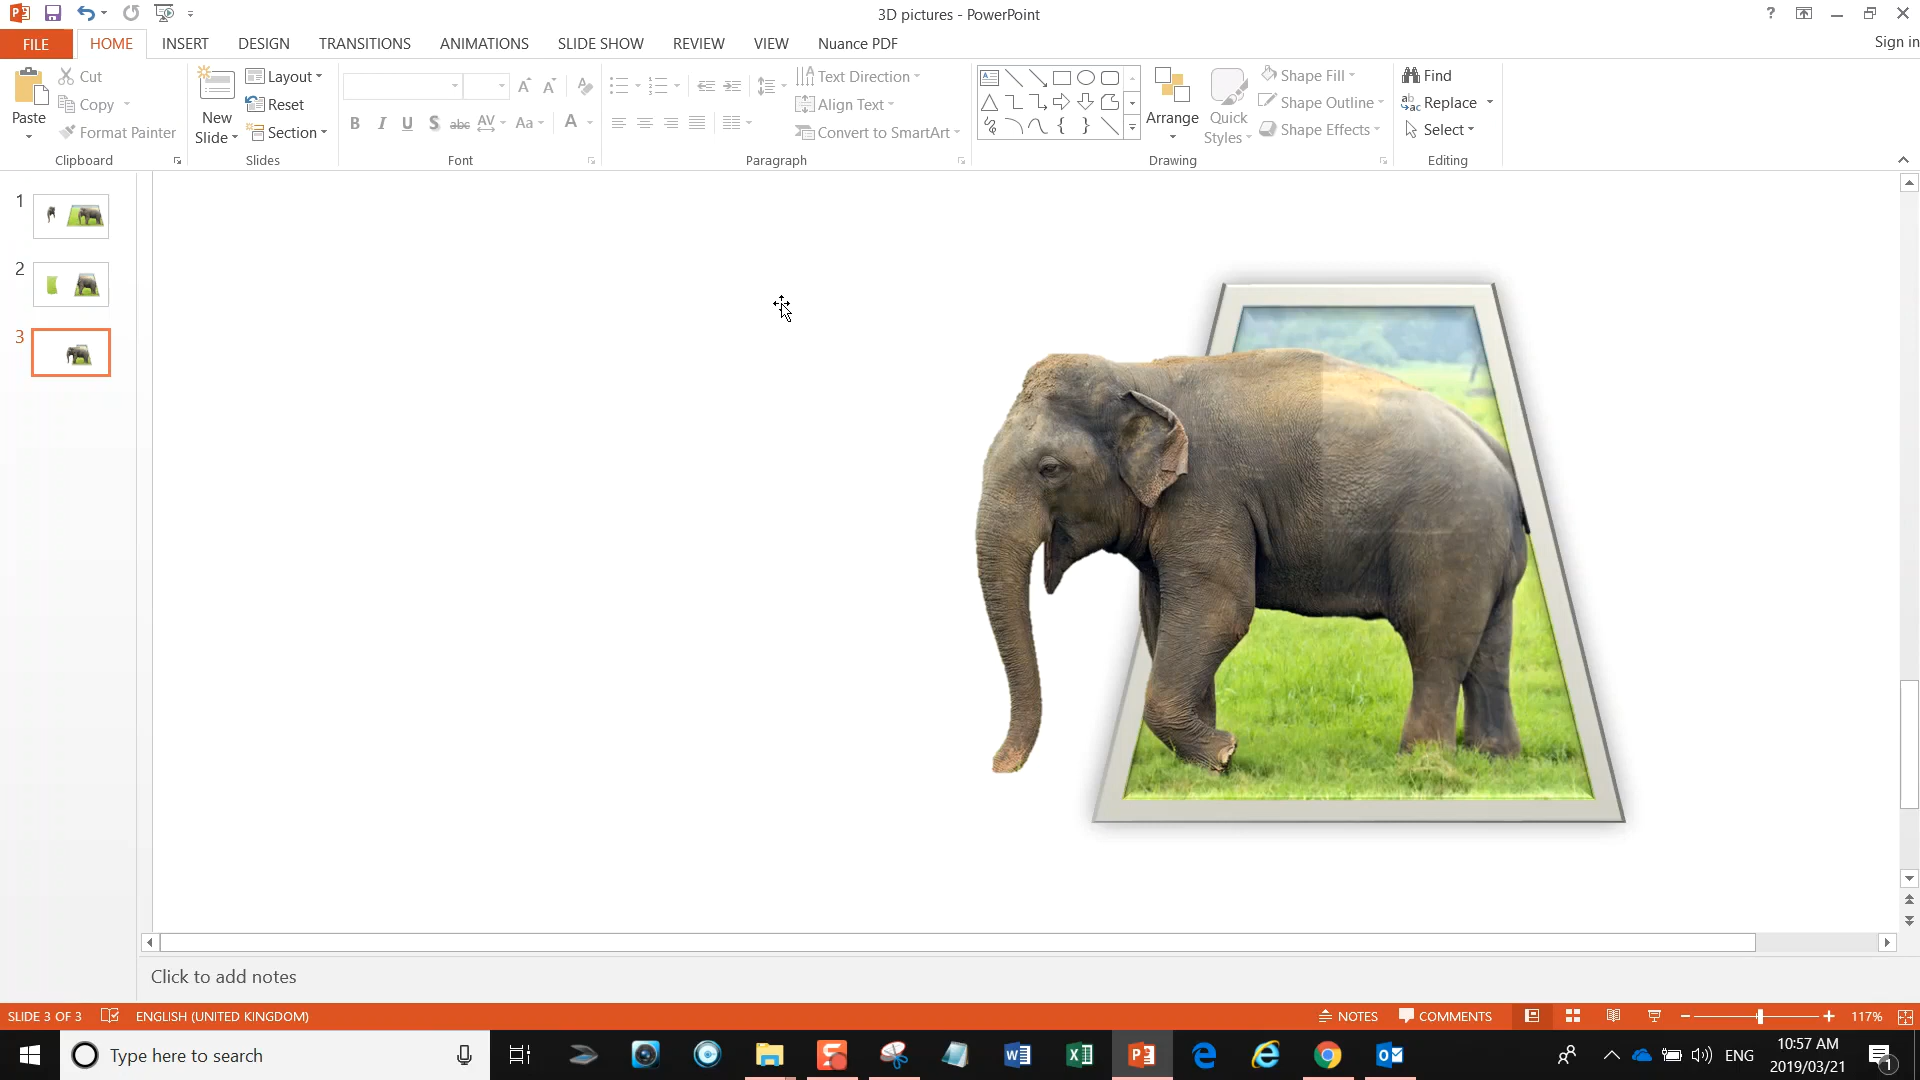 3D pictures - PowerPoint
?
FILE HOME INSERT DESIGN TRANSITIONS ANIMATIONS SLIDE SHOW REVIEW VIEW Nuance PDF Sign in
Paste
Cut
Copy
Format Painter
Clipboard
New Slide
Layout
Reset
Section
Slides
B I U S abc AV Aa A
Font
Text Direction
Align Text
Convert to SmartArt
Paragraph
Arrange
Quick Styles
Shape Fill
Shape Outline
Shape Effects
Drawing
Find
Replace
Select
Editing
1
2
3
Click to add notes
SLIDE 3 OF 3 ENGLISH (UNITED KINGDOM) NOTES COMMENTS 117%
Type here to search
ENG
10:57 AM
2019/03/21
1